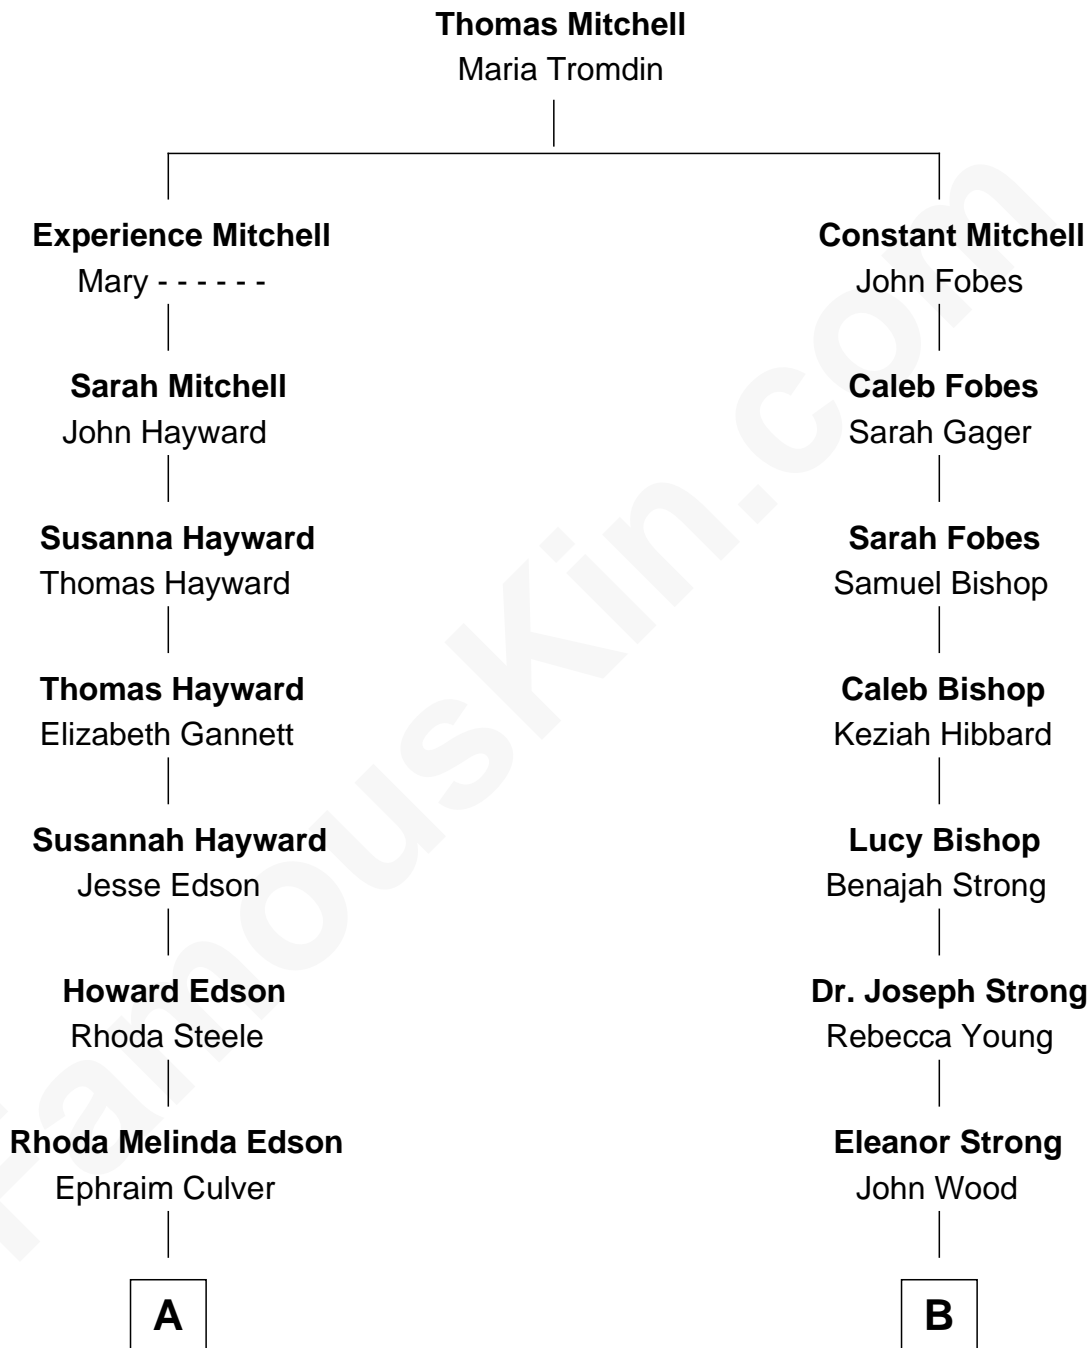 Thomas Mitchell
Maria Tromdin
Experience Mitchell
Mary - - - - - -
Constant Mitchell
John Fobes
Sarah Mitchell
John Hayward
Caleb Fobes
Sarah Gager
Susanna Hayward
Thomas Hayward
Sarah Fobes
Samuel Bishop
Thomas Hayward
Elizabeth Gannett
Caleb Bishop
Keziah Hibbard
Susannah Hayward
Jesse Edson
Lucy Bishop
Benajah Strong
Howard Edson
Rhoda Steele
Dr. Joseph Strong
Rebecca Young
Rhoda Melinda Edson
Ephraim Culver
Eleanor Strong
John Wood
A
B
FamousKin.com